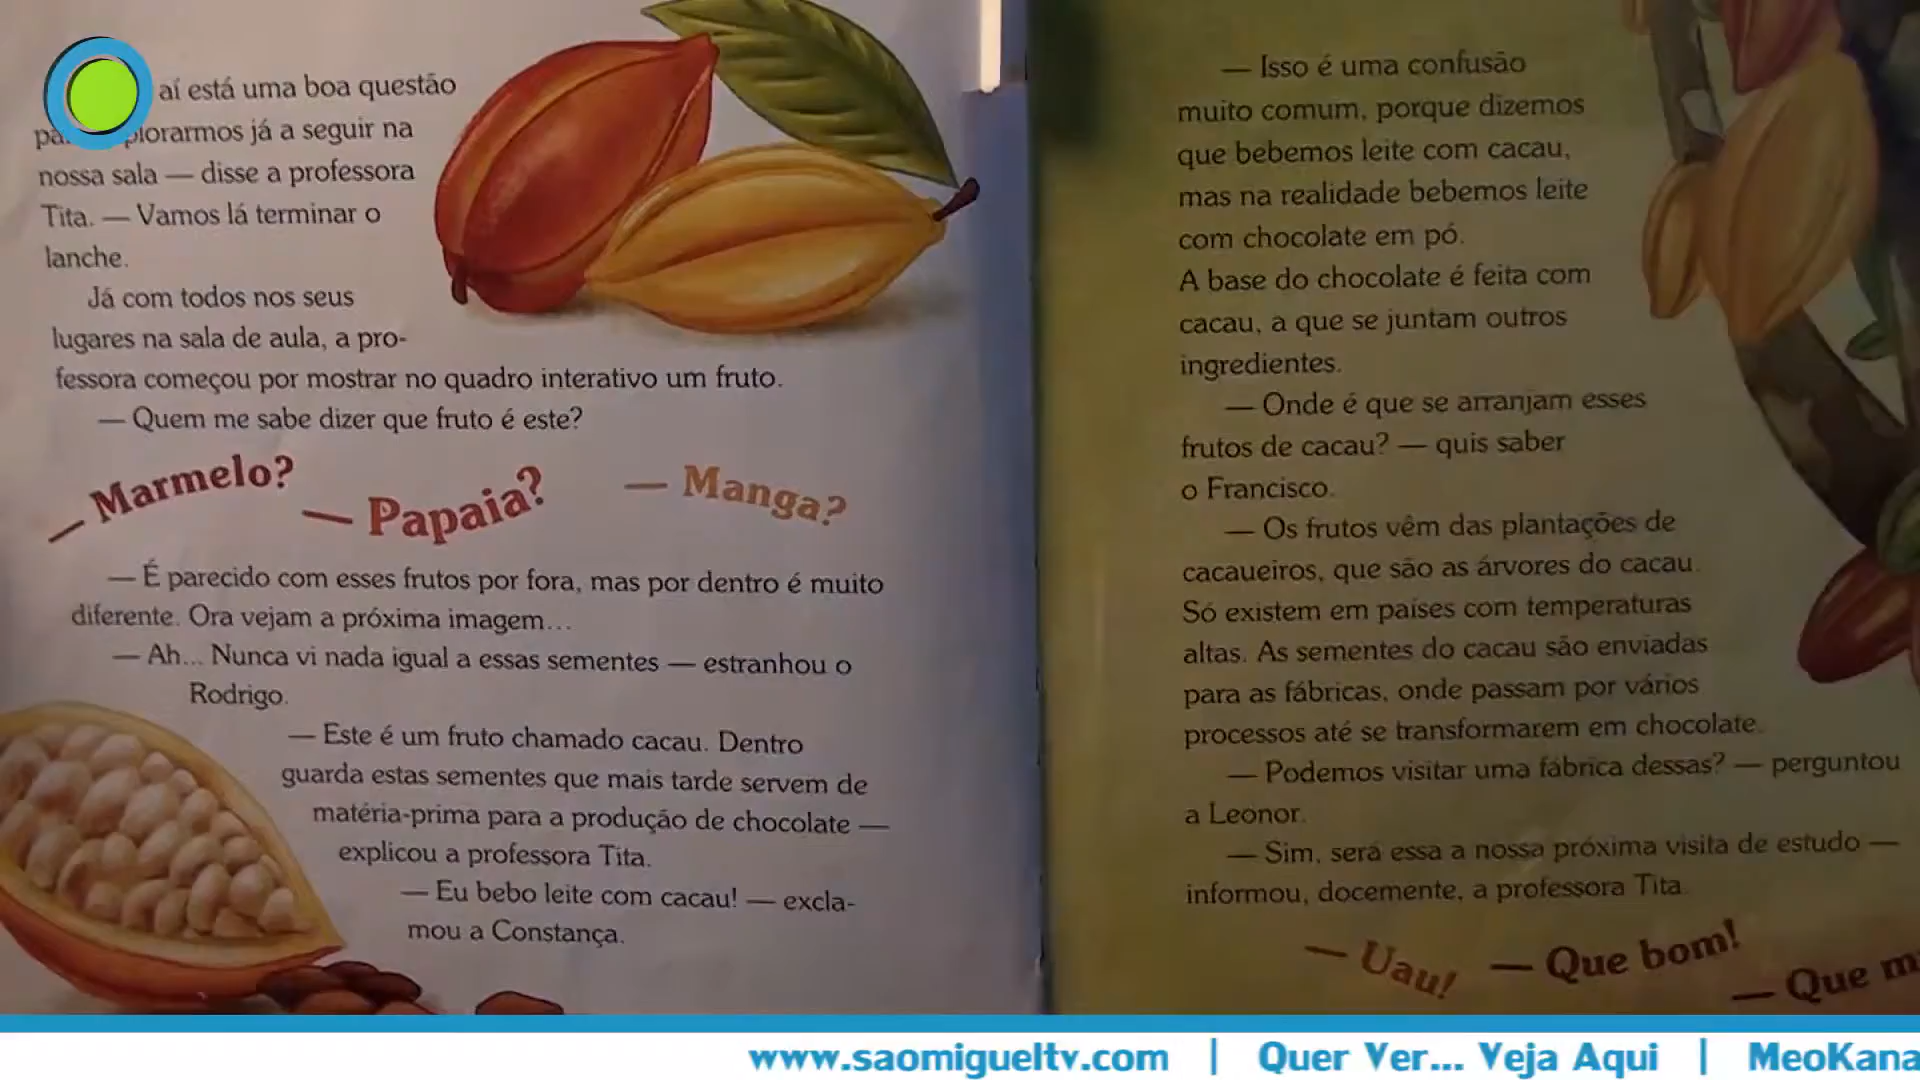 aí está uma boa questão
plorarmos já a seguir na
nossa sala — disse a professora
Tita. — Vamos lá terminar o
lanche.
Já com todos nos seus
lugares na sala de aula, a pro-
fessora começou por mostrar no quadro interativo um fruto.
— Quem me sabe dizer que fruto é este?
— Marmelo?
— Papaia?
— Manga?
— É parecido com esses frutos por fora, mas por dentro é muito
diferente. Ora vejam a próxima imagem...
— Ah... Nunca vi nada igual a essas sementes — estranhou o
Rodrigo.
— Este é um fruto chamado cacau. Dentro
guarda estas sementes que mais tarde servem de
matéria-prima para a produção de chocolate —
explicou a professora Tita.
— Eu bebo leite com cacau! — excla-
mou a Constança.
— Isso é uma confusão
muito comum, porque dizemos
que bebemos leite com cacau,
mas na realidade bebemos leite
com chocolate em pó.
A base do chocolate é feita com
cacau, a que se juntam outros
ingredientes.
— Onde é que se arranjam esses
frutos de cacau? — quis saber
o Francisco.
— Os frutos vêm das plantações de
cacaueiros, que são as árvores do cacau.
Só existem em países com temperaturas
altas. As sementes do cacau são enviadas
para as fábricas, onde passam por vários
processos até se transformarem em chocolate.
— Podemos visitar uma fábrica dessas? — perguntou
a Leonor.
— Sim, será essa a nossa próxima visita de estudo —
informou, docemente, a professora Tita.
— Uau!
— Que bom!
— Que m
www.saomigueltv.com | Quer Ver... Veja Aqui | MeoKana